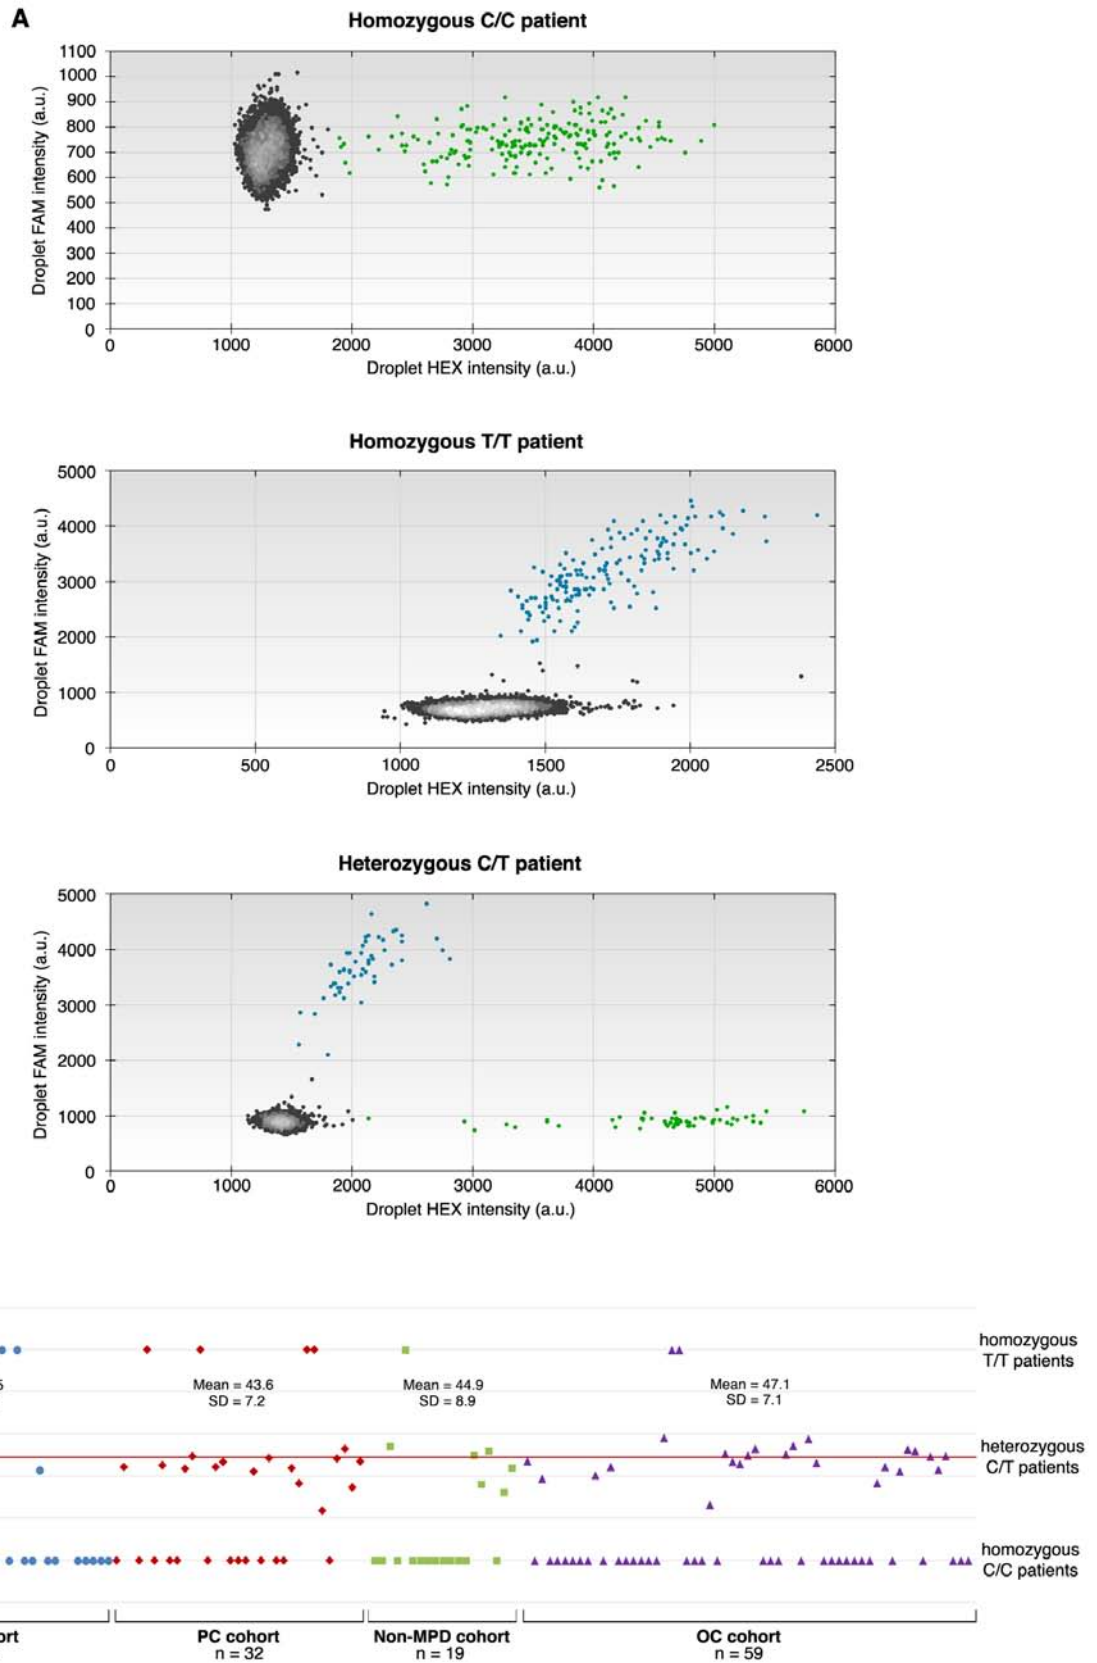 A
Homozygous C/C patient
1100
1000
900
800
700
600
500
400
300
200
100
0
Droplet FAM intensity (a.u.)
0 1000 2000 3000 4000 5000 6000
Droplet HEX intensity (a.u.)
Homozygous T/T patient
5000
4000
3000
2000
1000
0
Droplet FAM intensity (a.u.)
0 500 1000 1500 2000 2500
Droplet HEX intensity (a.u.)
Heterozygous C/T patient
5000
4000
3000
2000
1000
0
Droplet FAM intensity (a.u.)
0 1000 2000 3000 4000 5000 6000
Droplet HEX intensity (a.u.)
homozygous
T/T patients
Mean = 43.6 Mean = 44.9 Mean = 47.1
SD = 7.2 SD = 8.9 SD = 7.1
heterozygous
C/T patients
homozygous
C/C patients
ort PC cohort Non-MPD cohort OC cohort
n = 32 n = 19 n = 59